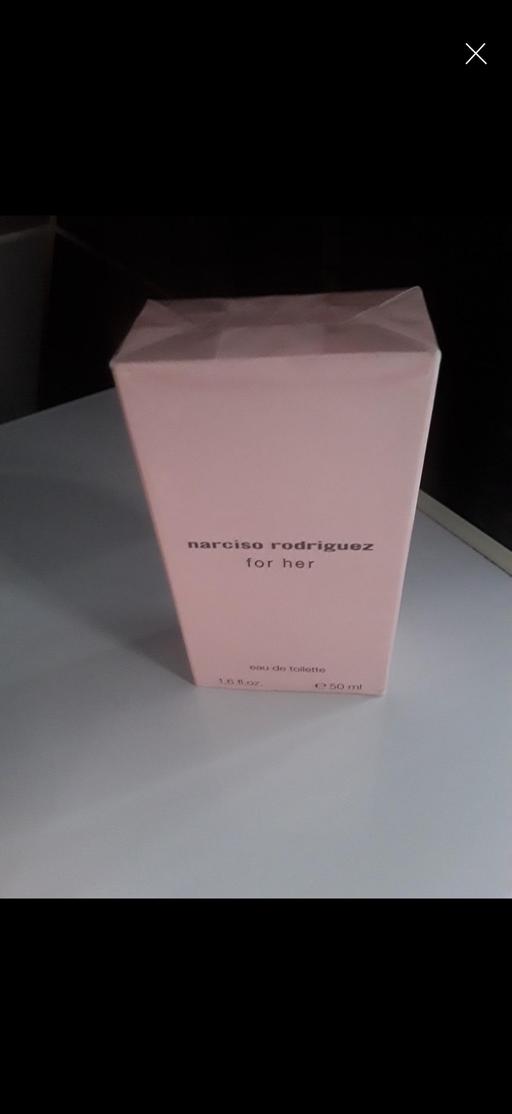 narciso rodriguez
for her
eau de toilette
1.6 fl.oz. ℮ 50 ml